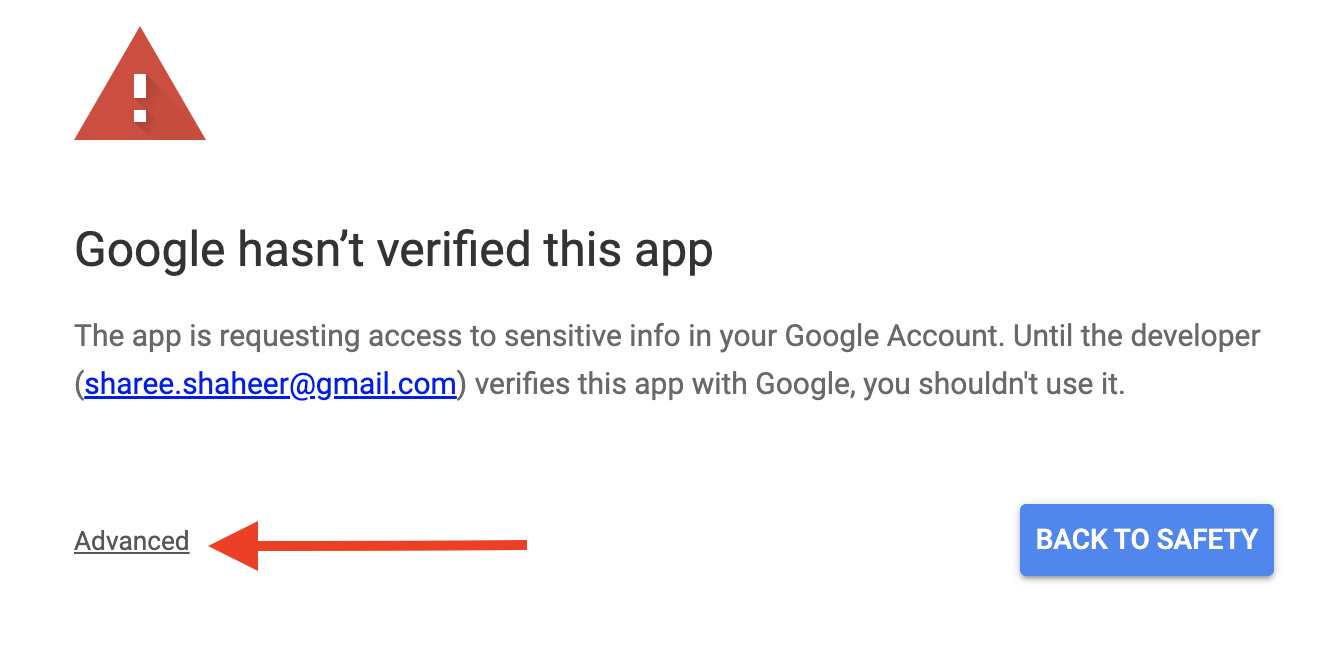 Google hasn’t verified this app
The app is requesting access to sensitive info in your Google Account. Until the developer
(sharee.shaheer@gmail.com) verifies this app with Google, you shouldn't use it.
Advanced
BACK TO SAFETY